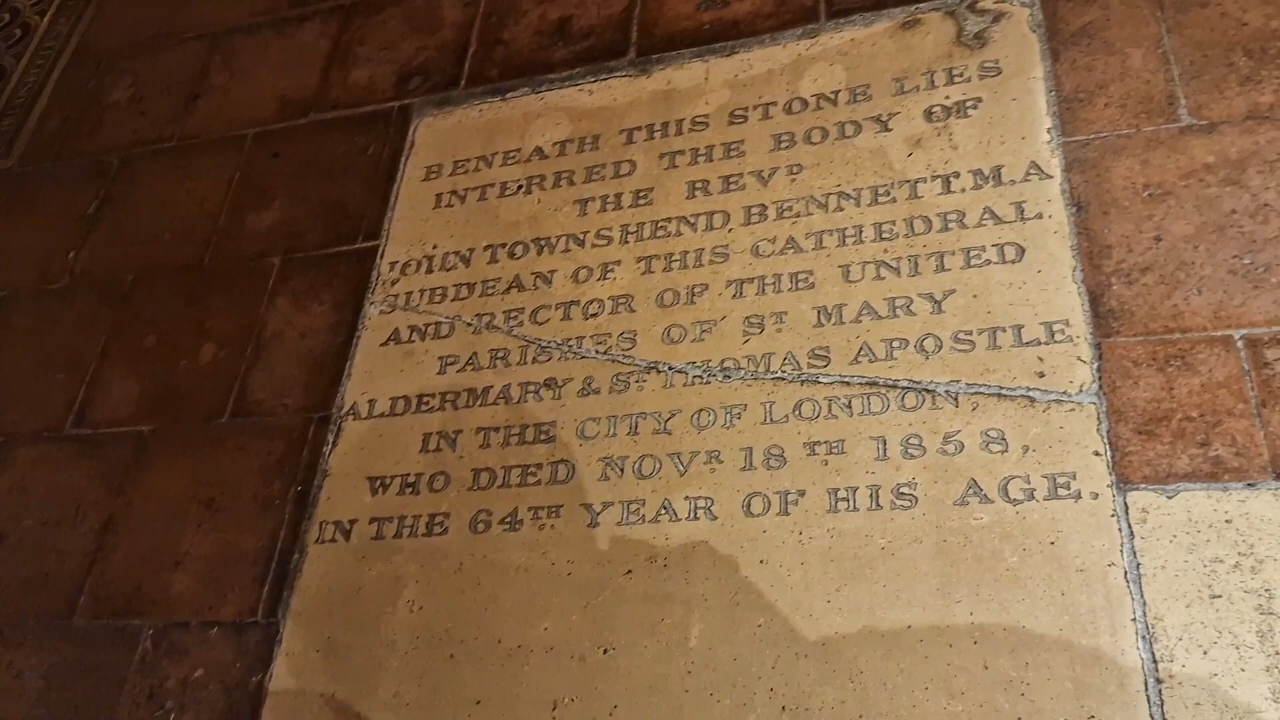 BENEATH THIS STONE LIES
INTERRED THE BODY OF
THE REVD
JOHN TOWNSHEND BENNETT. M.A
SUBDEAN OF THIS CATHEDRAL.
AND RECTOR OF THE UNITED
PARISHES OF ST MARY
ALDERMARY & ST THOMAS APOSTLE
IN THE CITY OF LONDON,
WHO DIED NOVR 18TH 1858,
IN THE 64TH YEAR OF HIS AGE.